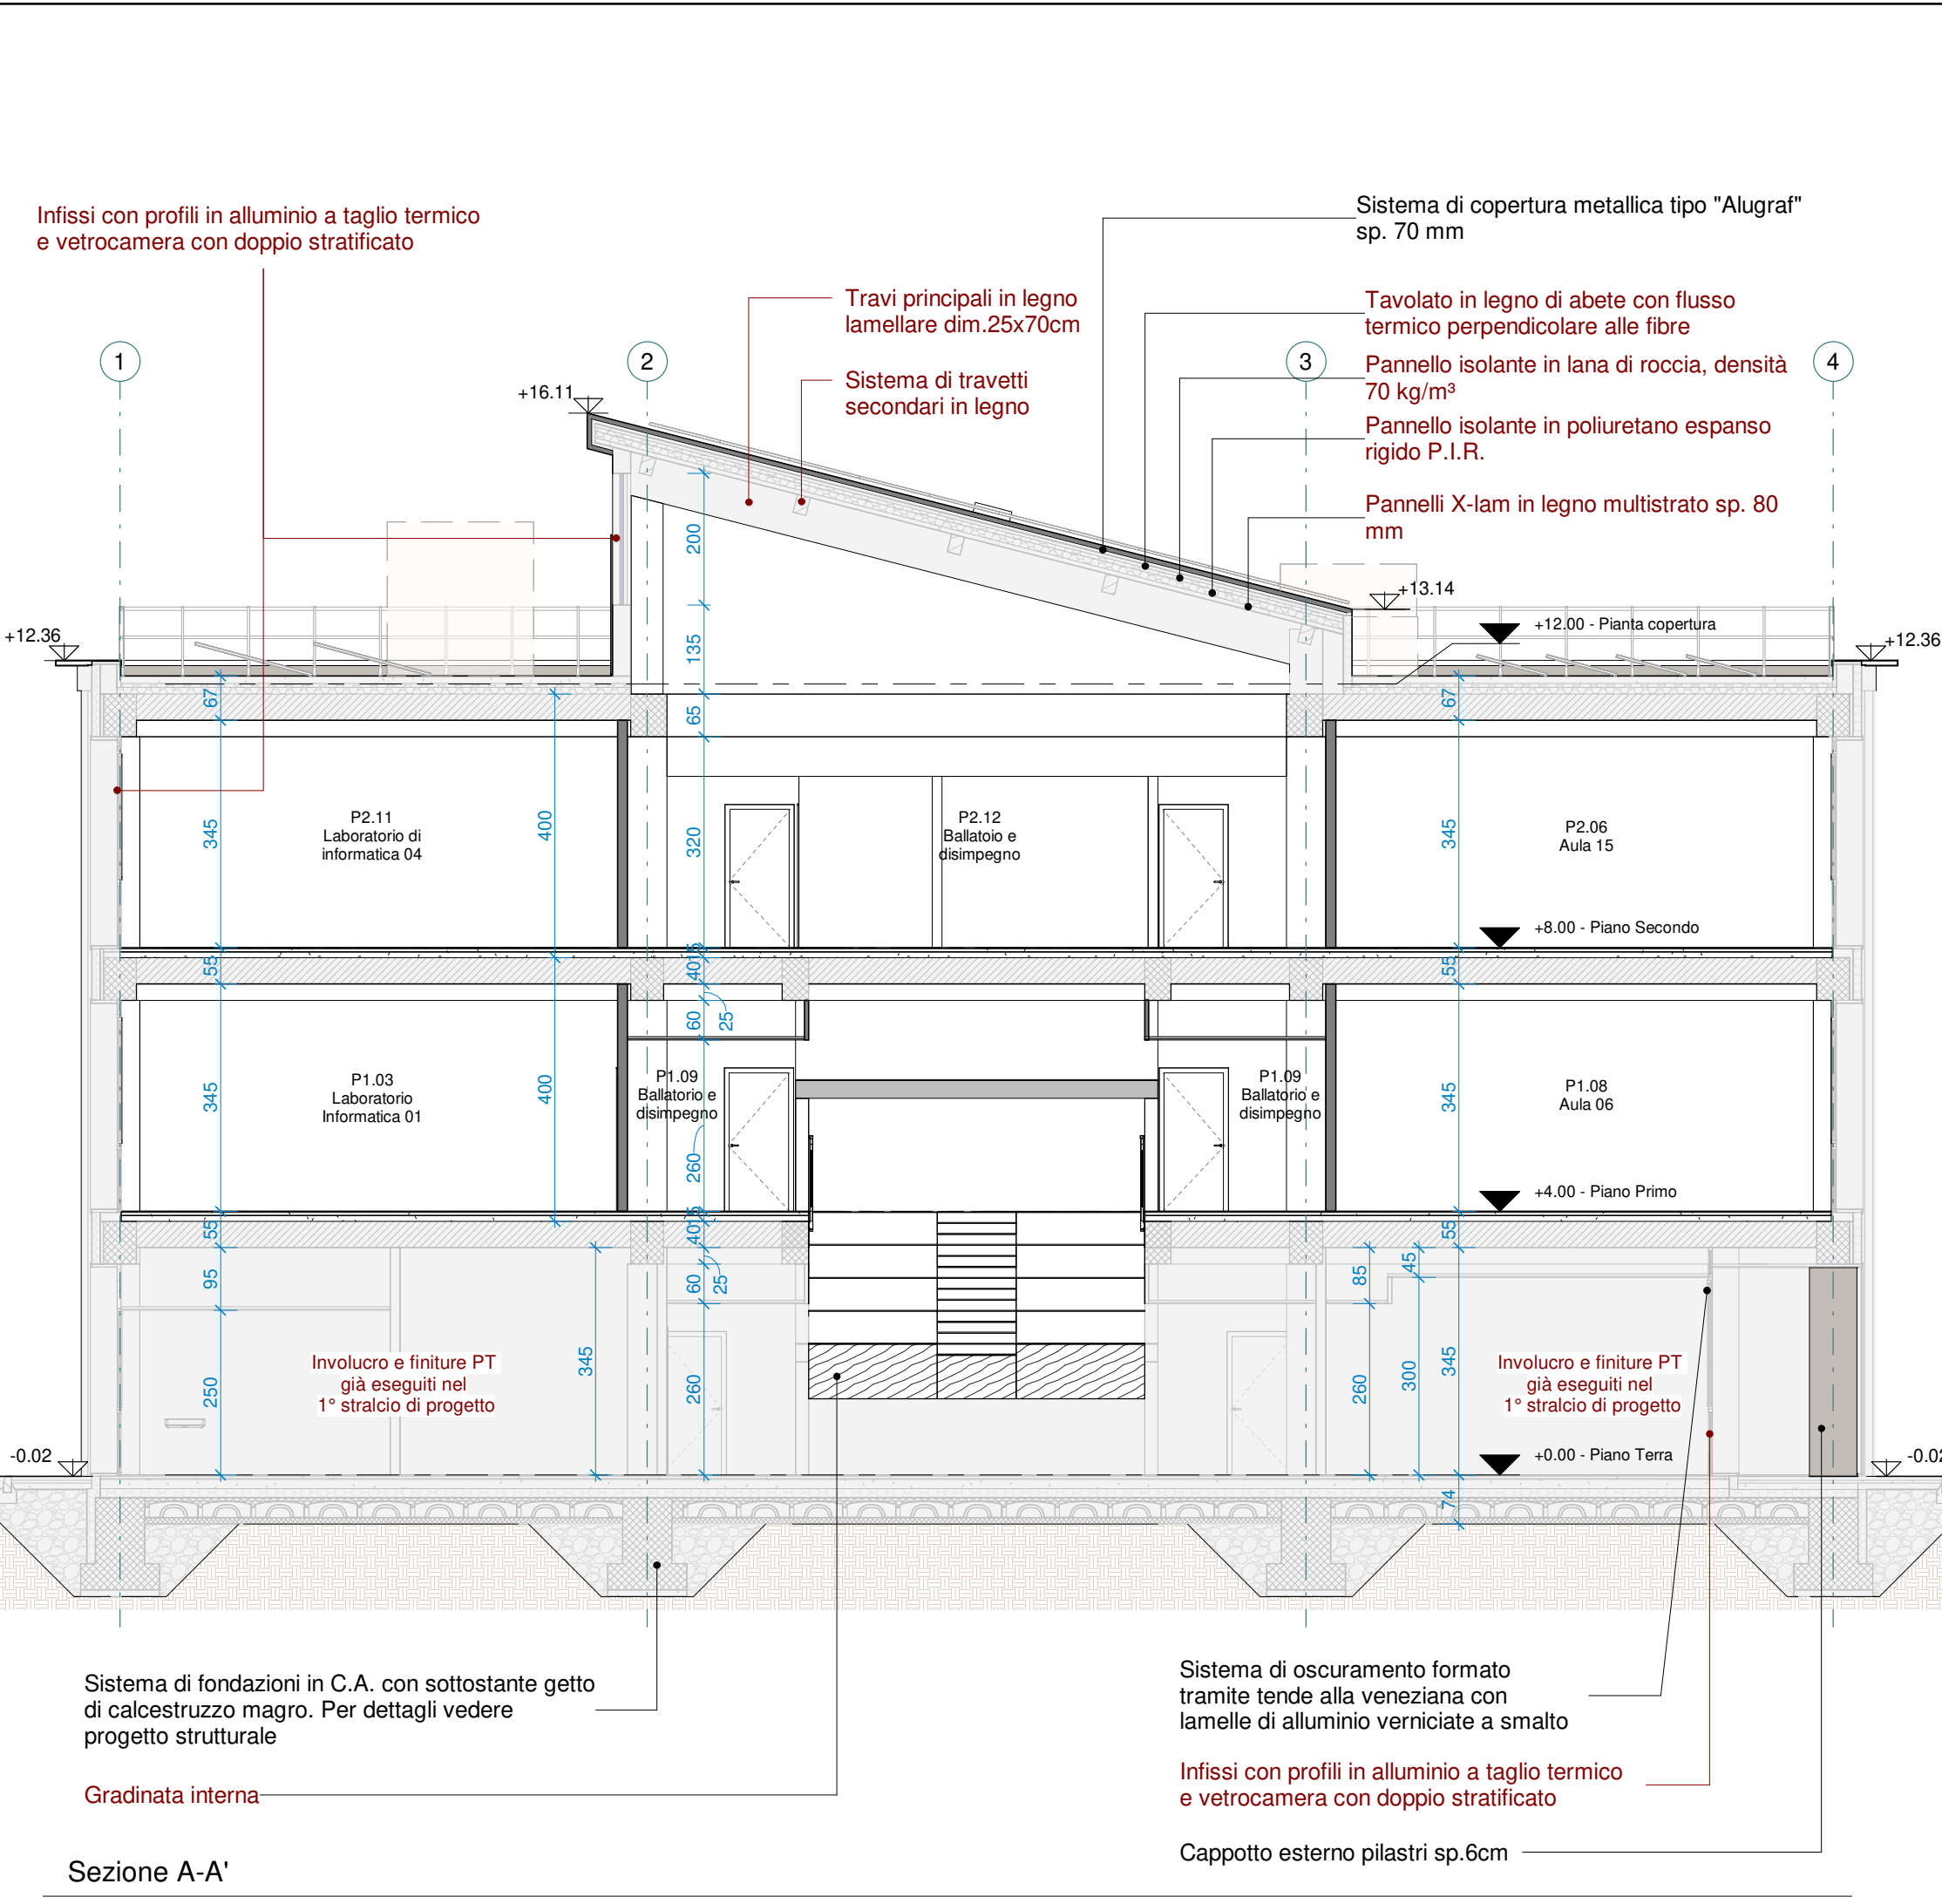 Infissi con profili in alluminio a taglio termico
e vetrocamera con doppio stratificato
Sistema di copertura metallica tipo "Alugraf"
sp. 70 mm
Travi principali in legno
lamellare dim.25x70cm
Sistema di travetti
secondari in legno
Tavolato in legno di abete con flusso
termico perpendicolare alle fibre
Pannello isolante in lana di roccia, densità
70 kg/m³
Pannello isolante in poliuretano espanso
rigido P.I.R.
Pannelli X-lam in legno multistrato sp. 80
mm
1
2
3
4
+16.11
+13.14
+12.36
+12.00 - Pianta copertura
+12.36
200
135
67
65
67
P2.11
Laboratorio di
informatica 04
P2.12
Ballatoio e
disimpegno
P2.06
Aula 15
345
400
320
345
+8.00 - Piano Secondo
55
40
15
55
60
25
P1.03
Laboratorio
Informatica 01
P1.09
Ballatorio e
disimpegno
P1.09
Ballatorio e
disimpegno
P1.08
Aula 06
345
400
260
345
+4.00 - Piano Primo
55
40
15
55
95
60
25
85
45
Involucro e finiture PT
già eseguiti nel
1° stralcio di progetto
Involucro e finiture PT
già eseguiti nel
1° stralcio di progetto
250
345
260
260
300
345
-0.02
+0.00 - Piano Terra
-0.02
74
Sistema di fondazioni in C.A. con sottostante getto
di calcestruzzo magro. Per dettagli vedere
progetto strutturale
Gradinata interna
Sistema di oscuramento formato
tramite tende alla veneziana con
lamelle di alluminio verniciate a smalto
Infissi con profili in alluminio a taglio termico
e vetrocamera con doppio stratificato
Cappotto esterno pilastri sp.6cm
Sezione A-A'